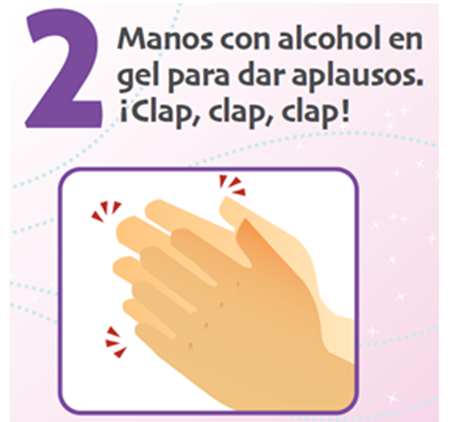 2
Manos con alcohol en
gel para dar aplausos.
¡Clap, clap, clap!